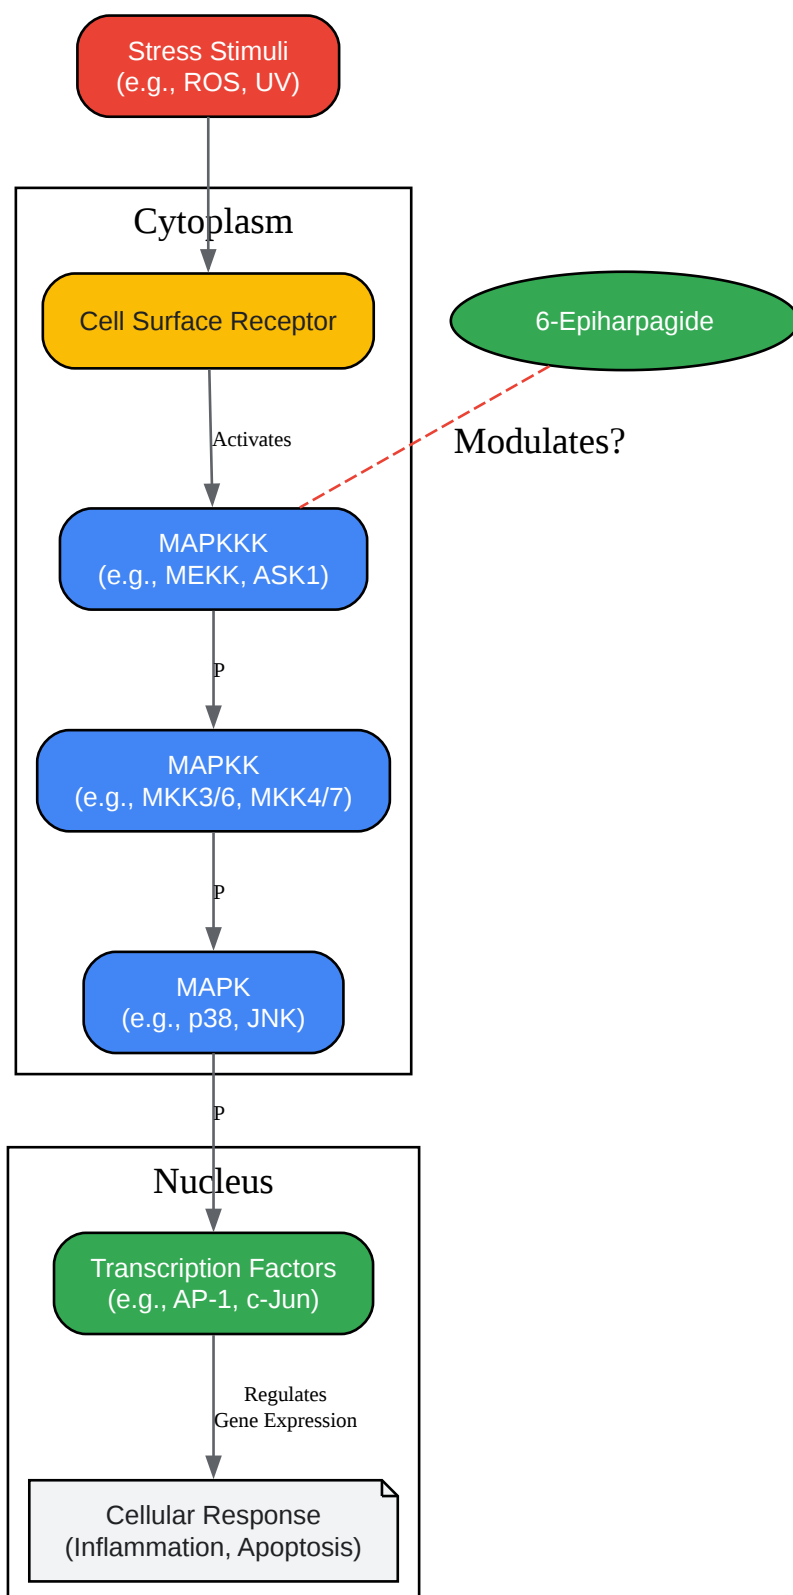 Stress Stimuli
(e.g., ROS, UV)
Cytoplasm
Cell Surface Receptor
6-Epiharpagide
Activates
Modulates?
MAPKKK
(e.g., MEKK, ASK1)
P
MAPKK
(e.g., MKK3/6, MKK4/7)
P
MAPK
(e.g., p38, JNK)
P
Nucleus
Transcription Factors
(e.g., AP-1, c-Jun)
Regulates
Gene Expression
Cellular Response
(Inflammation, Apoptosis)